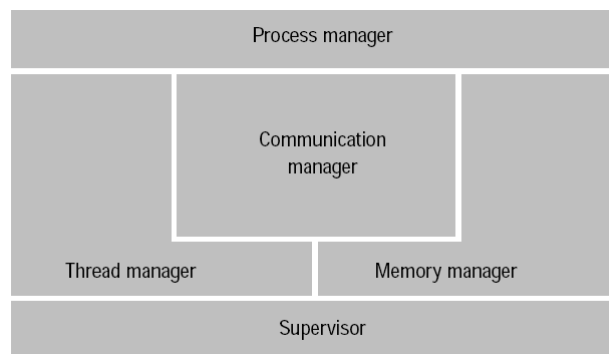 Process manager
Communication
manager
Thread manager
Memory manager
Supervisor